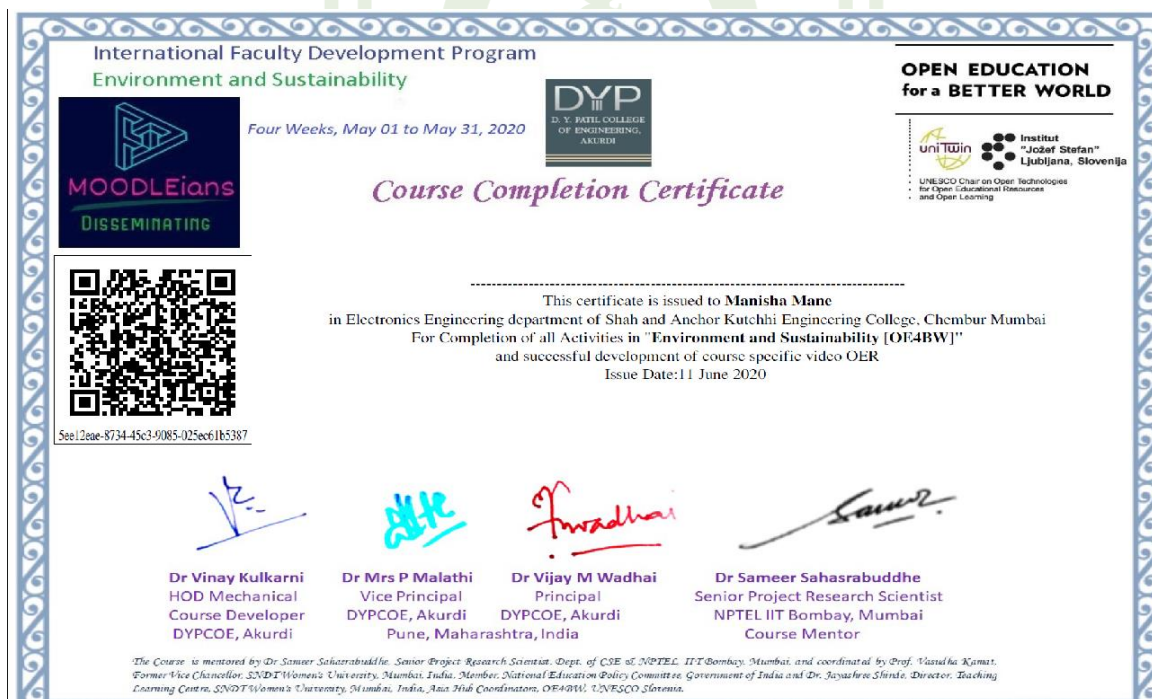 International Faculty Development Program
Environment and Sustainability
Four Weeks, May 01 to May 31, 2020
MOODLEians
DISSEMINATING
DYP
D. Y. PATIL COLLEGE
OF ENGINEERING,
AKURDI
OPEN EDUCATION
for a BETTER WORLD
uniTwin
Institut
"Jožef Stefan"
Ljubljana, Slovenija
UNESCO Chair on Open Technologies
for Open Educational Resources
and Open Learning
Course Completion Certificate
This certificate is issued to Manisha Mane
in Electronics Engineering department of Shah and Anchor Kutchhi Engineering College, Chembur Mumbai
For Completion of all Activities in "Environment and Sustainability [OE4BW]"
and successful development of course specific video OER
Issue Date:11 June 2020
5ee12eae-8734-45c3-9085-025ec61b5387
Dr Vinay Kulkarni
HOD Mechanical
Course Developer
DYPCOE, Akurdi
Dr Mrs P Malathi
Vice Principal
DYPCOE, Akurdi
Dr Vijay M Wadhai
Principal
DYPCOE, Akurdi
Pune, Maharashtra, India
Dr Sameer Sahasrabuddhe
Senior Project Research Scientist
NPTEL IIT Bombay, Mumbai
Course Mentor
The Course is mentored by Dr Sameer Sahasrabuddhe, Senior Project Research Scientist, Dept. of CSE & NPTEL, IIT Bombay, Mumbai, and coordinated by Prof. Vasudha Kamat,
Former Vice Chancellor, SNDT Women's University, Mumbai, India, Member, National Education Policy Committee, Government of India and Dr. Jayashree Shinde, Director, Teaching
Learning Centre, SNDT Women's University, Mumbai, India, Asia Hub Coordinators, OE4BW, UNESCO Slovenia.